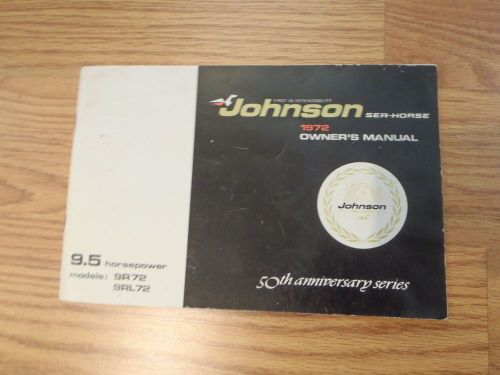 FIRST IN DEPENDABILITY
Johnson SEA-HORSE
1972
OWNER'S MANUAL
Johnson
9.5 horsepower
models: 9R72
9RL72
50th anniversary series